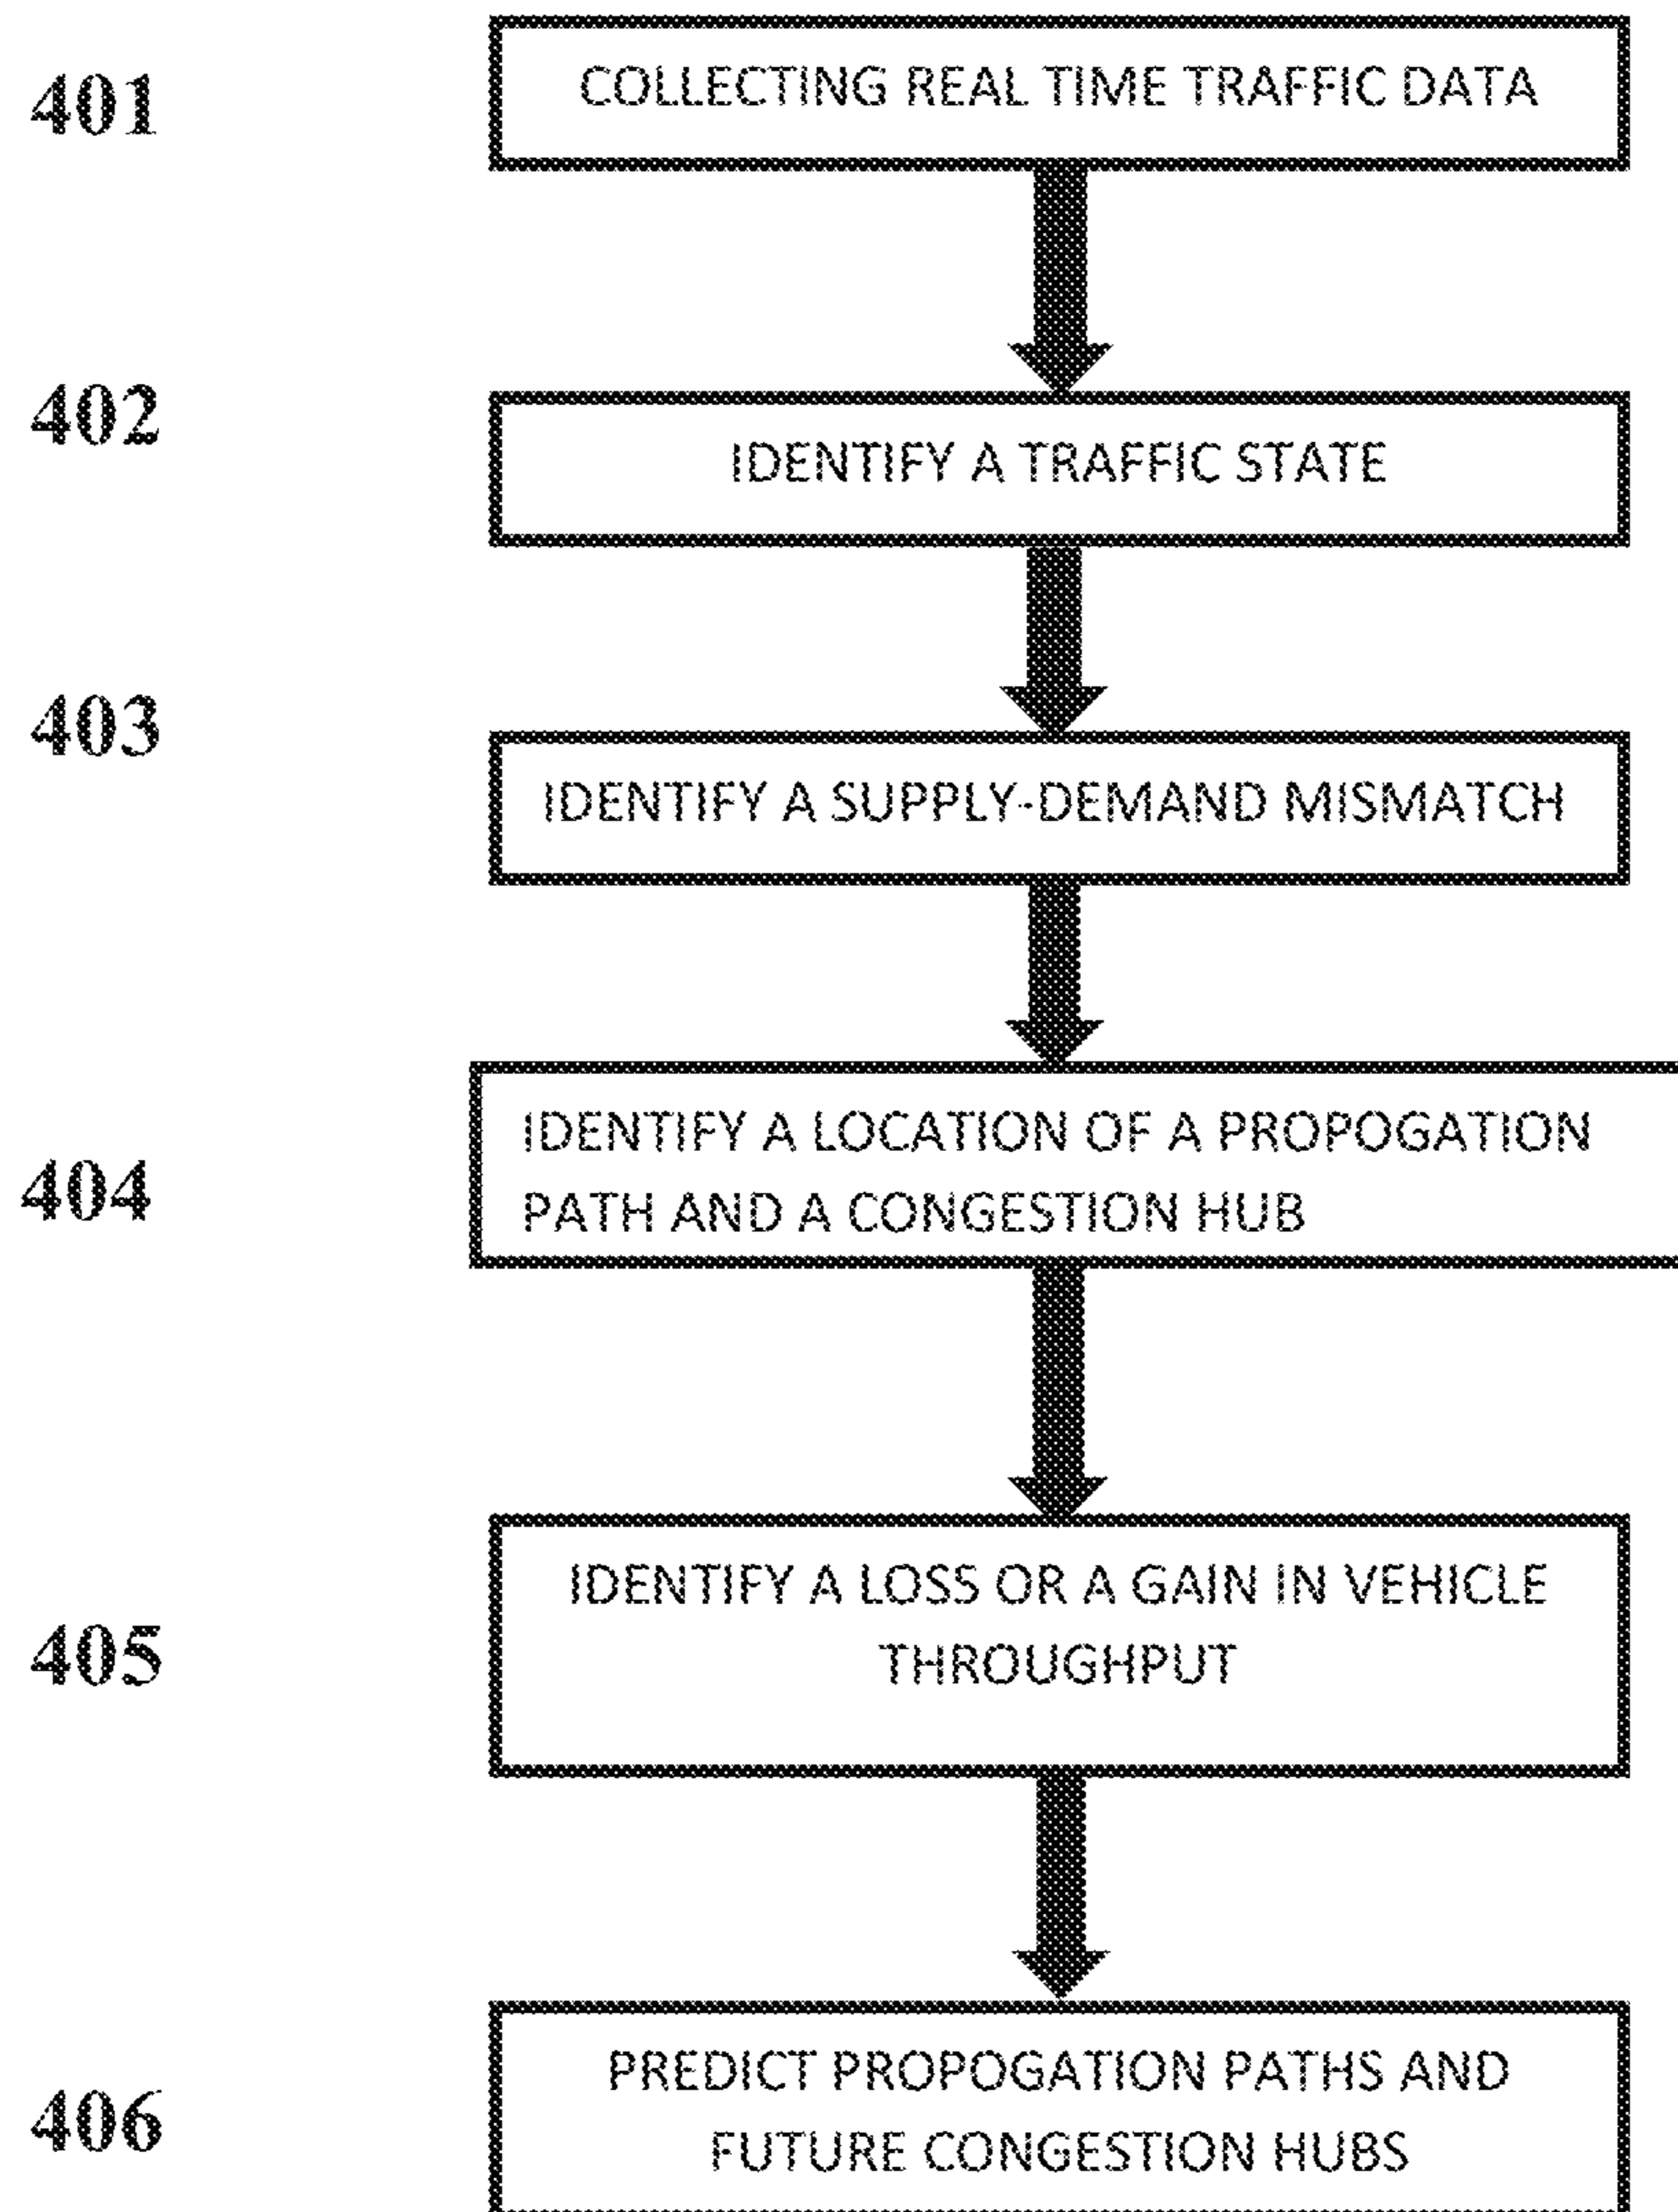 401
COLLECTING REAL TIME TRAFFIC DATA
402
IDENTIFY A TRAFFIC STATE
403
IDENTIFY A SUPPLY-DEMAND MISMATCH
404
IDENTIFY A LOCATION OF A PROPOGATION
PATH AND A CONGESTION HUB
405
IDENTIFY A LOSS OR A GAIN IN VEHICLE
THROUGHPUT
406
PREDICT PROPOGATION PATHS AND
FUTURE CONGESTION HUBS